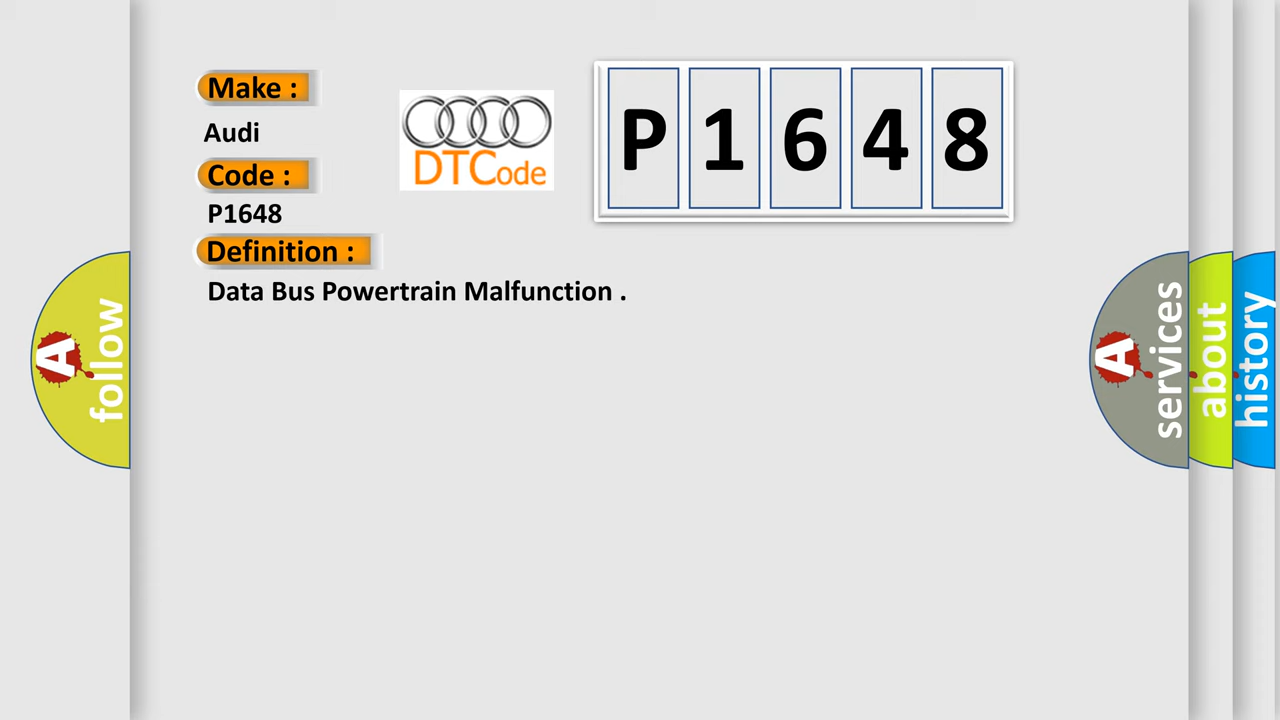 Make :
Audi
Code :
P1648
Definition :
Data Bus Powertrain Malfunction .
DTCode
P 1 6 4 8
A follow
A services
about
history